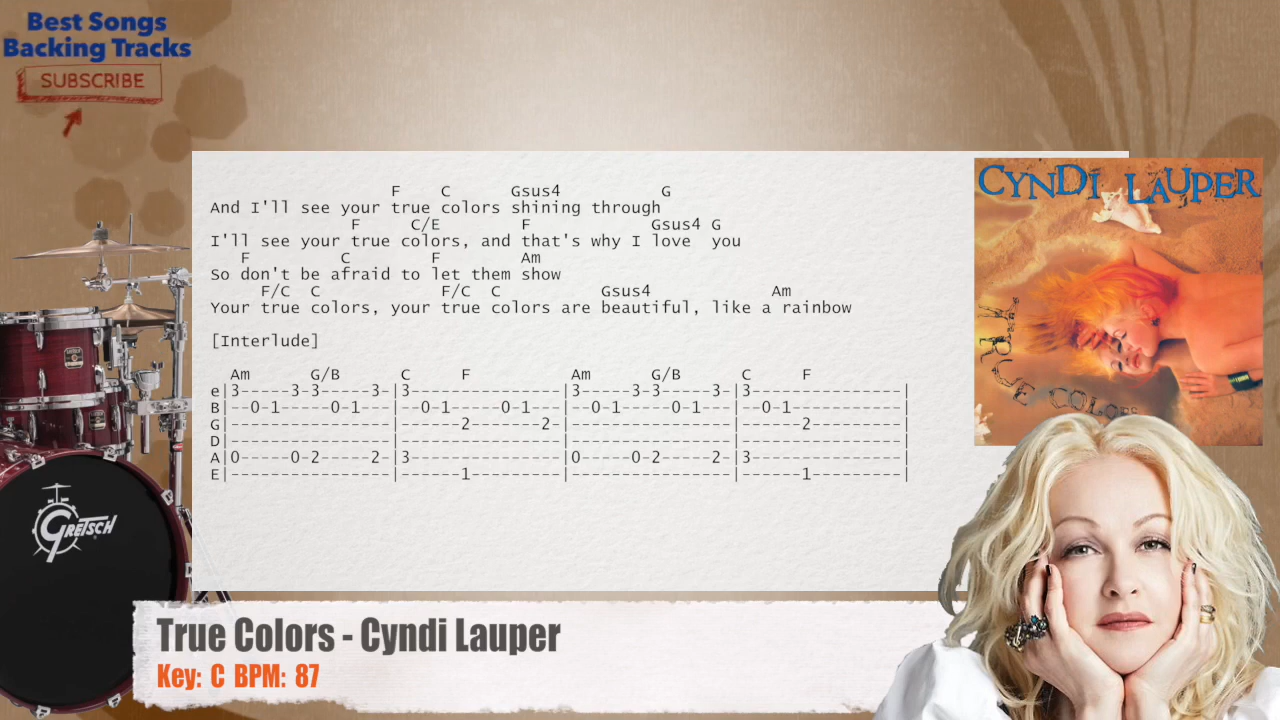 Best Songs
Backing Tracks
SUBSCRIBE
                  F    C      Gsus4          G
And I'll see your true colors shining through
              F     C/E        F            Gsus4 G
I'll see your true colors, and that's why I love  you
   F         C        F        Am
So don't be afraid to let them show
     F/C  C            F/C  C          Gsus4            Am
Your true colors, your true colors are beautiful, like a rainbow
[Interlude]
  Am      G/B      C     F          Am      G/B      C     F
e|3-----3-3-----3-|3---------------|3-----3-3-----3-|3---------------|
B|--0-1-----0-1---|--0-1-----0-1---|--0-1-----0-1---|--0-1-----------|
G|----------------|------2-------2-|----------------|------2---------|
D|----------------|----------------|----------------|----------------|
A|0-----0-2-----2-|3---------------|0-----0-2-----2-|3---------------|
E|----------------|------1---------|----------------|------1---------|
CYNDI LAUPER
TRUE COLORS
GRETSCH
True Colors - Cyndi Lauper
Key: C BPM: 87